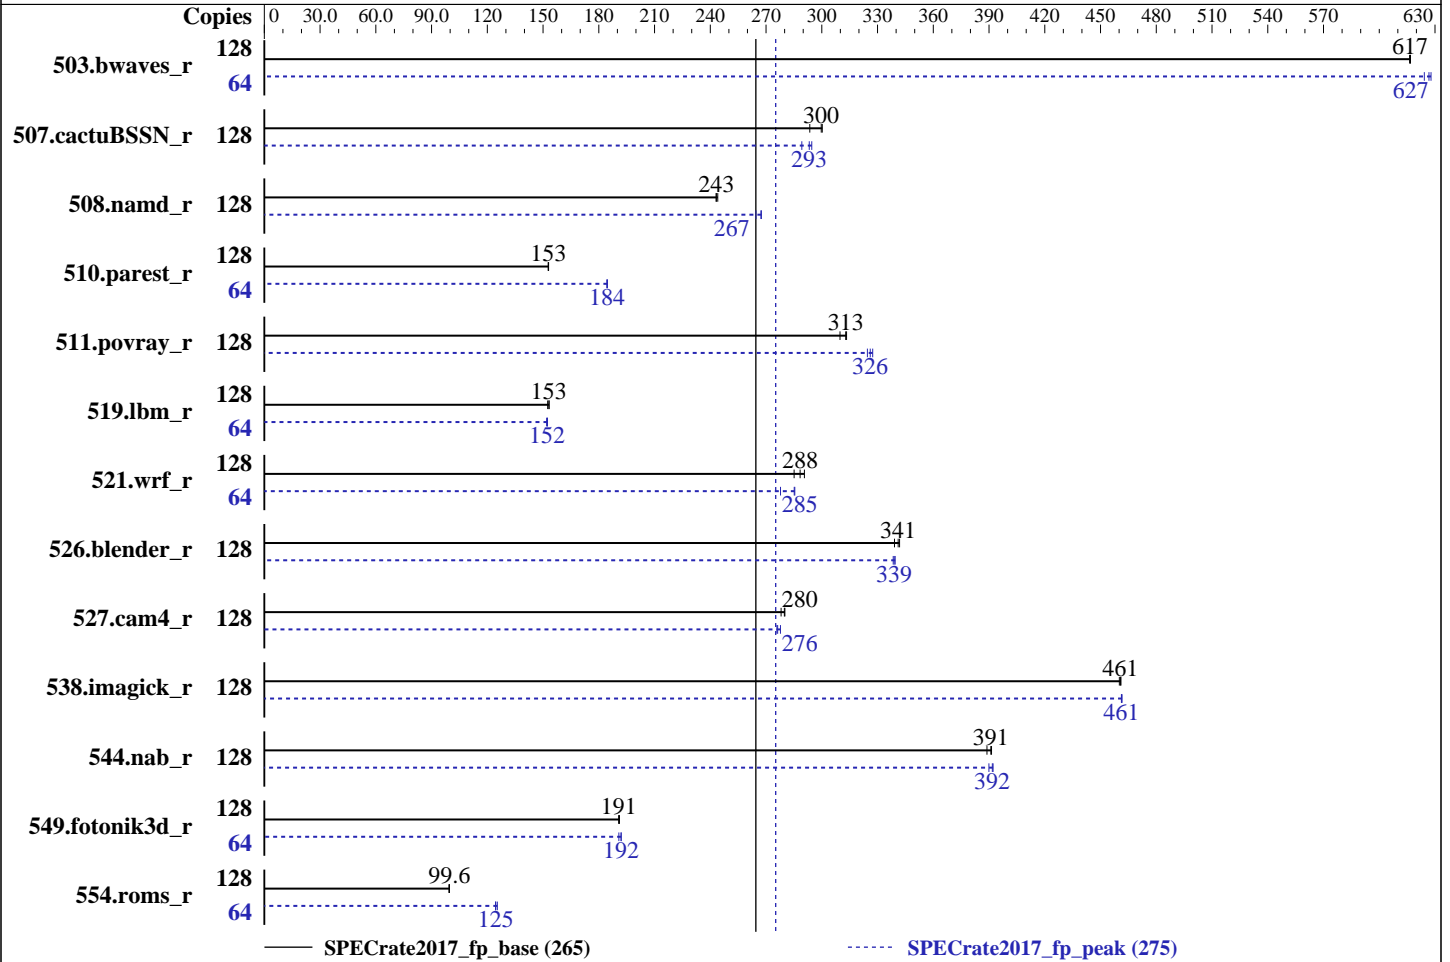 Copies 0 30.0 60.0 90.0 120 150 180 210 240 270 300 330 360 390 420 450 480 510 540 570 630
503.bwaves_r 128 617
64 627
507.cactuBSSN_r 128 300
293
508.namd_r 128 243
267
510.parest_r 128 153
64 184
511.povray_r 128 313
326
519.lbm_r 128 153
64 152
521.wrf_r 128 288
64 285
526.blender_r 128 341
339
527.cam4_r 128 280
276
538.imagick_r 128 461
461
544.nab_r 128 391
392
549.fotonik3d_r 128 191
64 192
554.roms_r 128 99.6
64 125
SPECrate2017_fp_base (265) SPECrate2017_fp_peak (275)